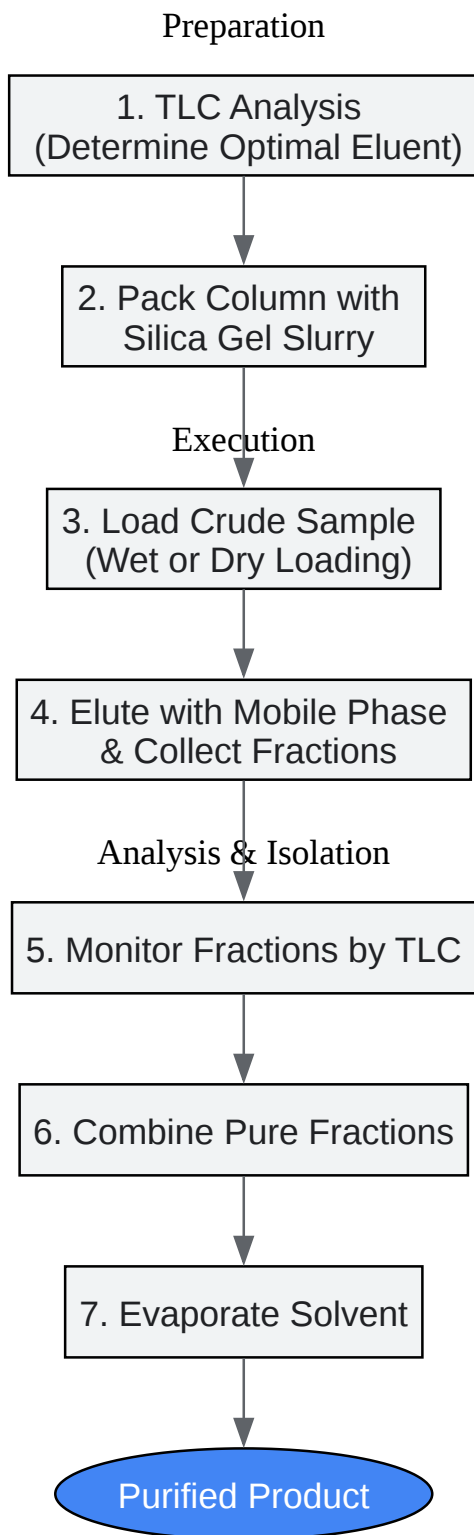 Preparation
1. TLC Analysis
(Determine Optimal Eluent)
2. Pack Column with
Silica Gel Slurry
Execution
3. Load Crude Sample
(Wet or Dry Loading)
4. Elute with Mobile Phase
& Collect Fractions
Analysis & Isolation
5. Monitor Fractions by TLC
6. Combine Pure Fractions
7. Evaporate Solvent
Purified Product